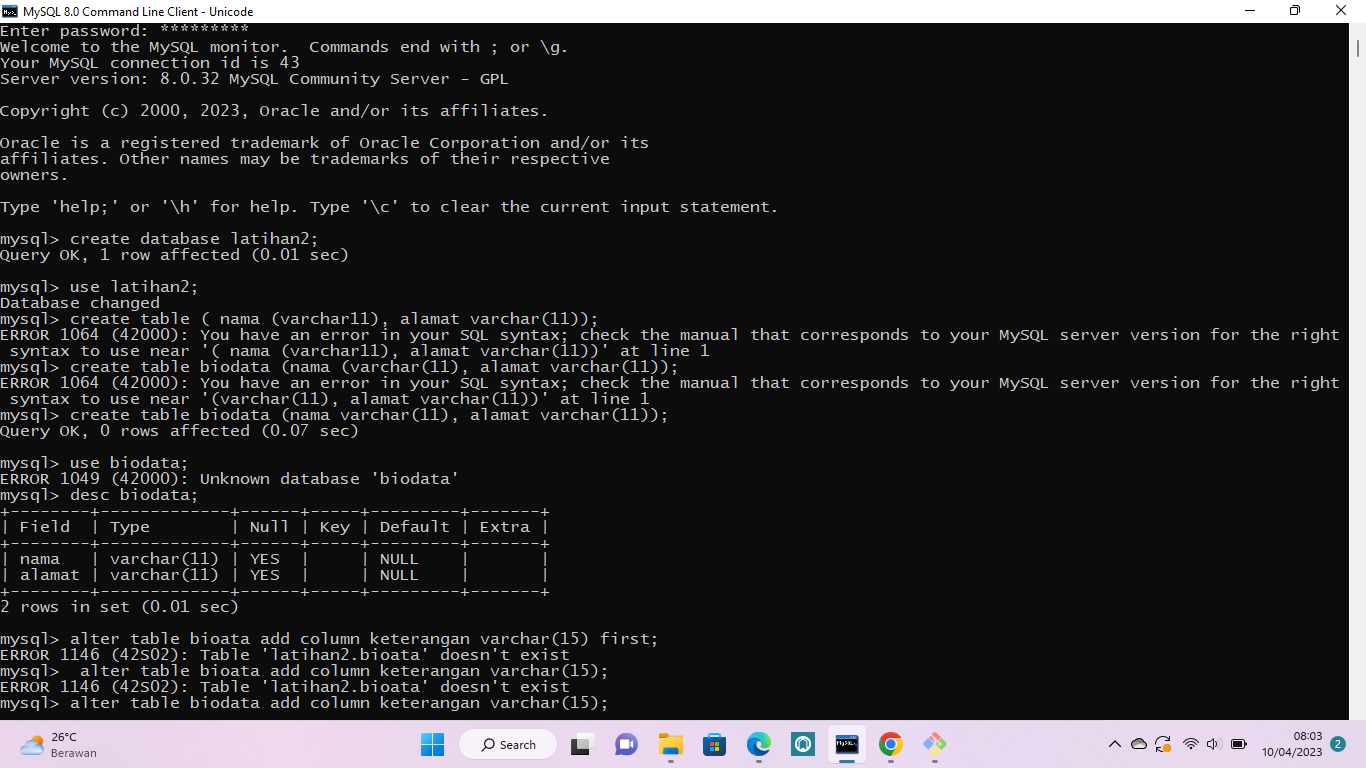 MySQL 8.0 Command Line Client - Unicode
Enter password: *********
Welcome to the MySQL monitor.  Commands end with ; or \g.
Your MySQL connection id is 43
Server version: 8.0.32 MySQL Community Server - GPL
Copyright (c) 2000, 2023, Oracle and/or its affiliates.
Oracle is a registered trademark of Oracle Corporation and/or its
affiliates. Other names may be trademarks of their respective
owners.
Type 'help;' or '\h' for help. Type '\c' to clear the current input statement.
mysql> create database latihan2;
Query OK, 1 row affected (0.01 sec)
mysql> use latihan2;
Database changed
mysql> create table ( nama (varchar11), alamat varchar(11));
ERROR 1064 (42000): You have an error in your SQL syntax; check the manual that corresponds to your MySQL server version for the right
 syntax to use near '( nama (varchar11), alamat varchar(11))' at line 1
mysql> create table biodata (nama (varchar(11), alamat varchar(11));
ERROR 1064 (42000): You have an error in your SQL syntax; check the manual that corresponds to your MySQL server version for the right
 syntax to use near '(varchar(11), alamat varchar(11))' at line 1
mysql> create table biodata (nama varchar(11), alamat varchar(11));
Query OK, 0 rows affected (0.07 sec)
mysql> use biodata;
ERROR 1049 (42000): Unknown database 'biodata'
mysql> desc biodata;
+--------+-------------+------+-----+---------+-------+
| Field  | Type        | Null | Key | Default | Extra |
+--------+-------------+------+-----+---------+-------+
| nama   | varchar(11) | YES  |     | NULL    |       |
| alamat | varchar(11) | YES  |     | NULL    |       |
+--------+-------------+------+-----+---------+-------+
2 rows in set (0.01 sec)
mysql> alter table bioata add column keterangan varchar(15) first;
ERROR 1146 (42S02): Table 'latihan2.bioata' doesn't exist
mysql>  alter table bioata add column keterangan varchar(15);
ERROR 1146 (42S02): Table 'latihan2.bioata' doesn't exist
mysql> alter table biodata add column keterangan varchar(15);
26°C
Berawan
Search
08:03
10/04/2023
2